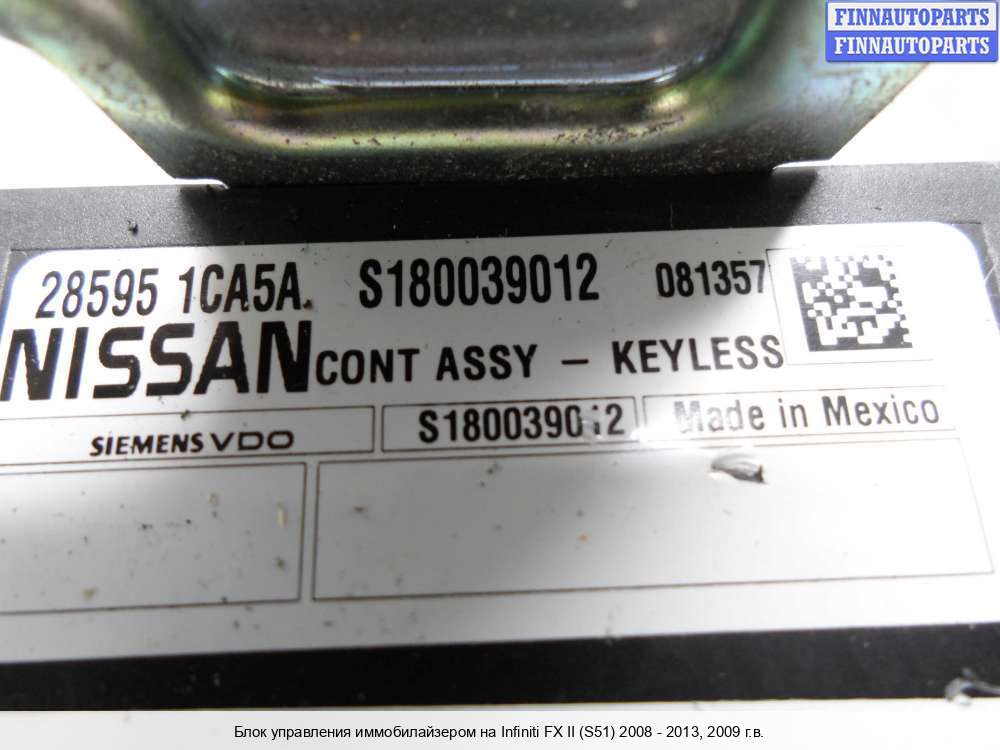 FINNAUTOPARTS
FINNAUTOPARTS
28595 1CA5A. S180039012 081357
NISSAN CONT ASSY - KEYLESS
SIEMENS VDO S180039012 Made in Mexico
Блок управления иммобилайзером на Infiniti FX II (S51) 2008 - 2013, 2009 г.в.